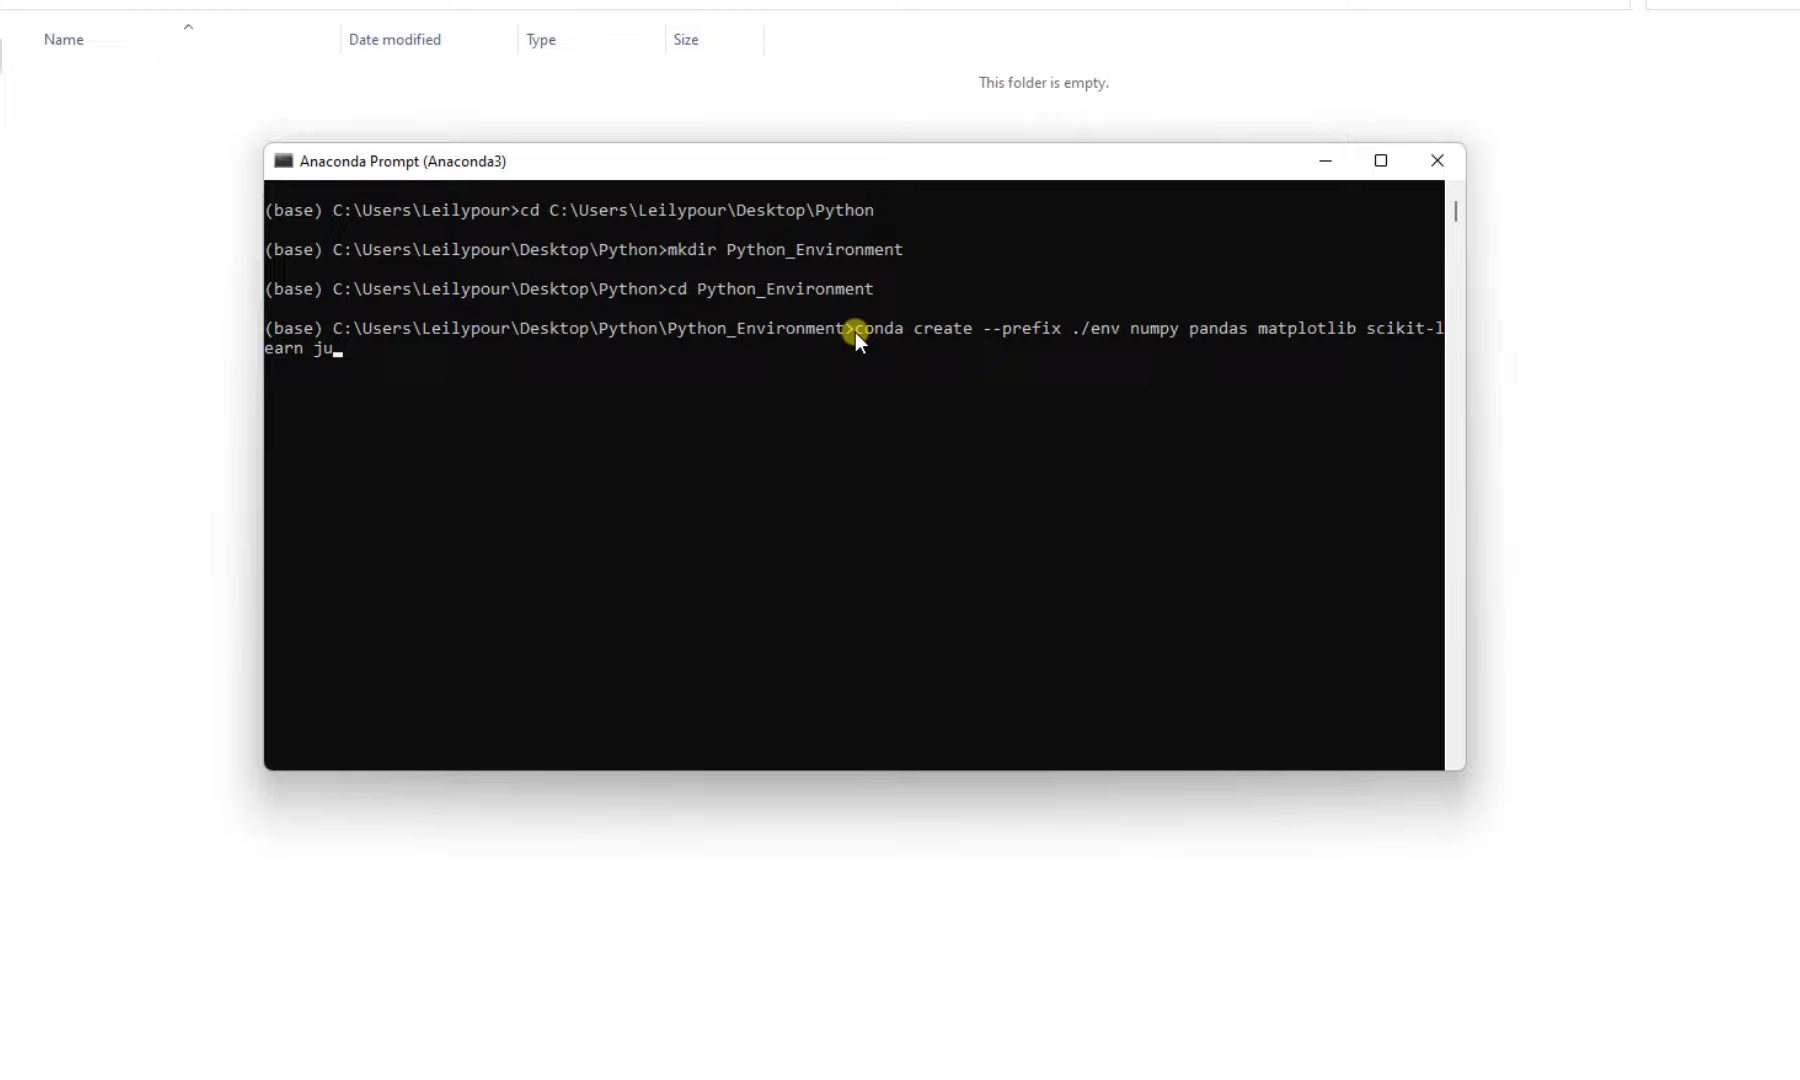 Name Date modified Type Size
This folder is empty.
Anaconda Prompt (Anaconda3)
(base) C:\Users\Leilypour>cd C:\Users\Leilypour\Desktop\Python
(base) C:\Users\Leilypour\Desktop\Python>mkdir Python_Environment
(base) C:\Users\Leilypour\Desktop\Python>cd Python_Environment
(base) C:\Users\Leilypour\Desktop\Python\Python_Environment>conda create --prefix ./env numpy pandas matplotlib scikit-l
earn ju